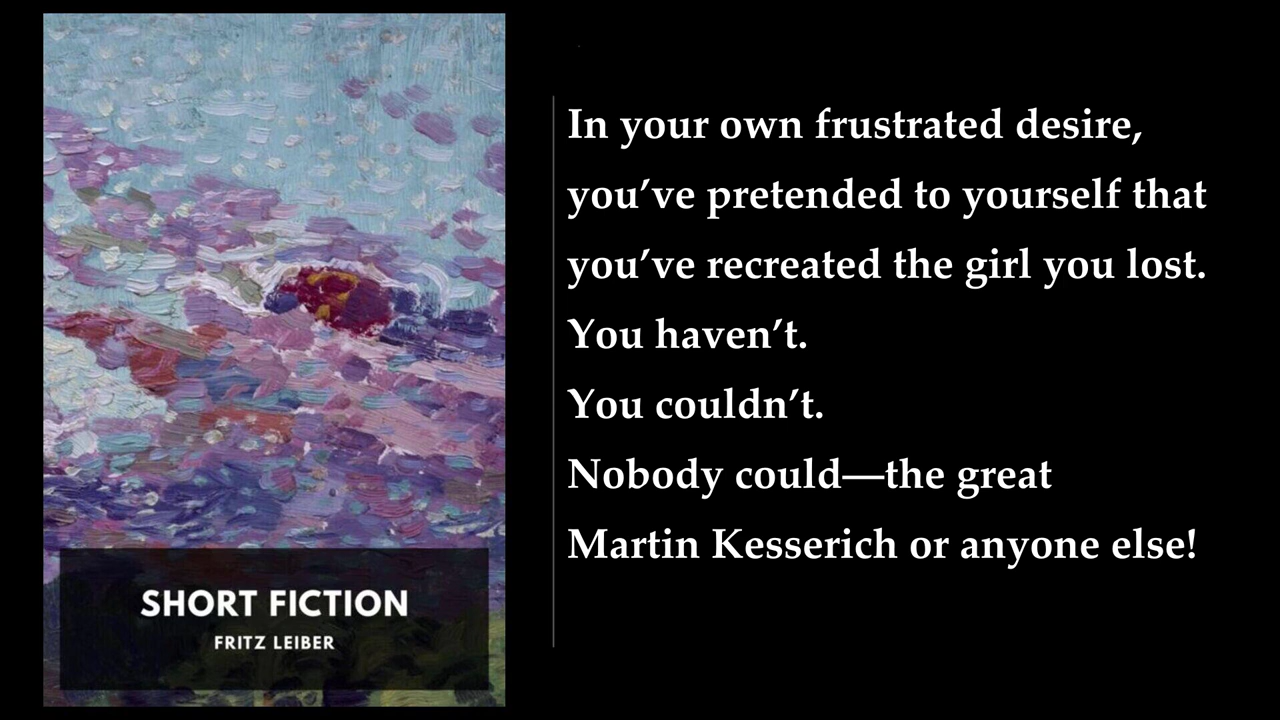 In your own frustrated desire,
you’ve pretended to yourself that
you’ve recreated the girl you lost.
You haven’t.
You couldn’t.
Nobody could—the great
Martin Kesserich or anyone else!
SHORT FICTION
FRITZ LEIBER